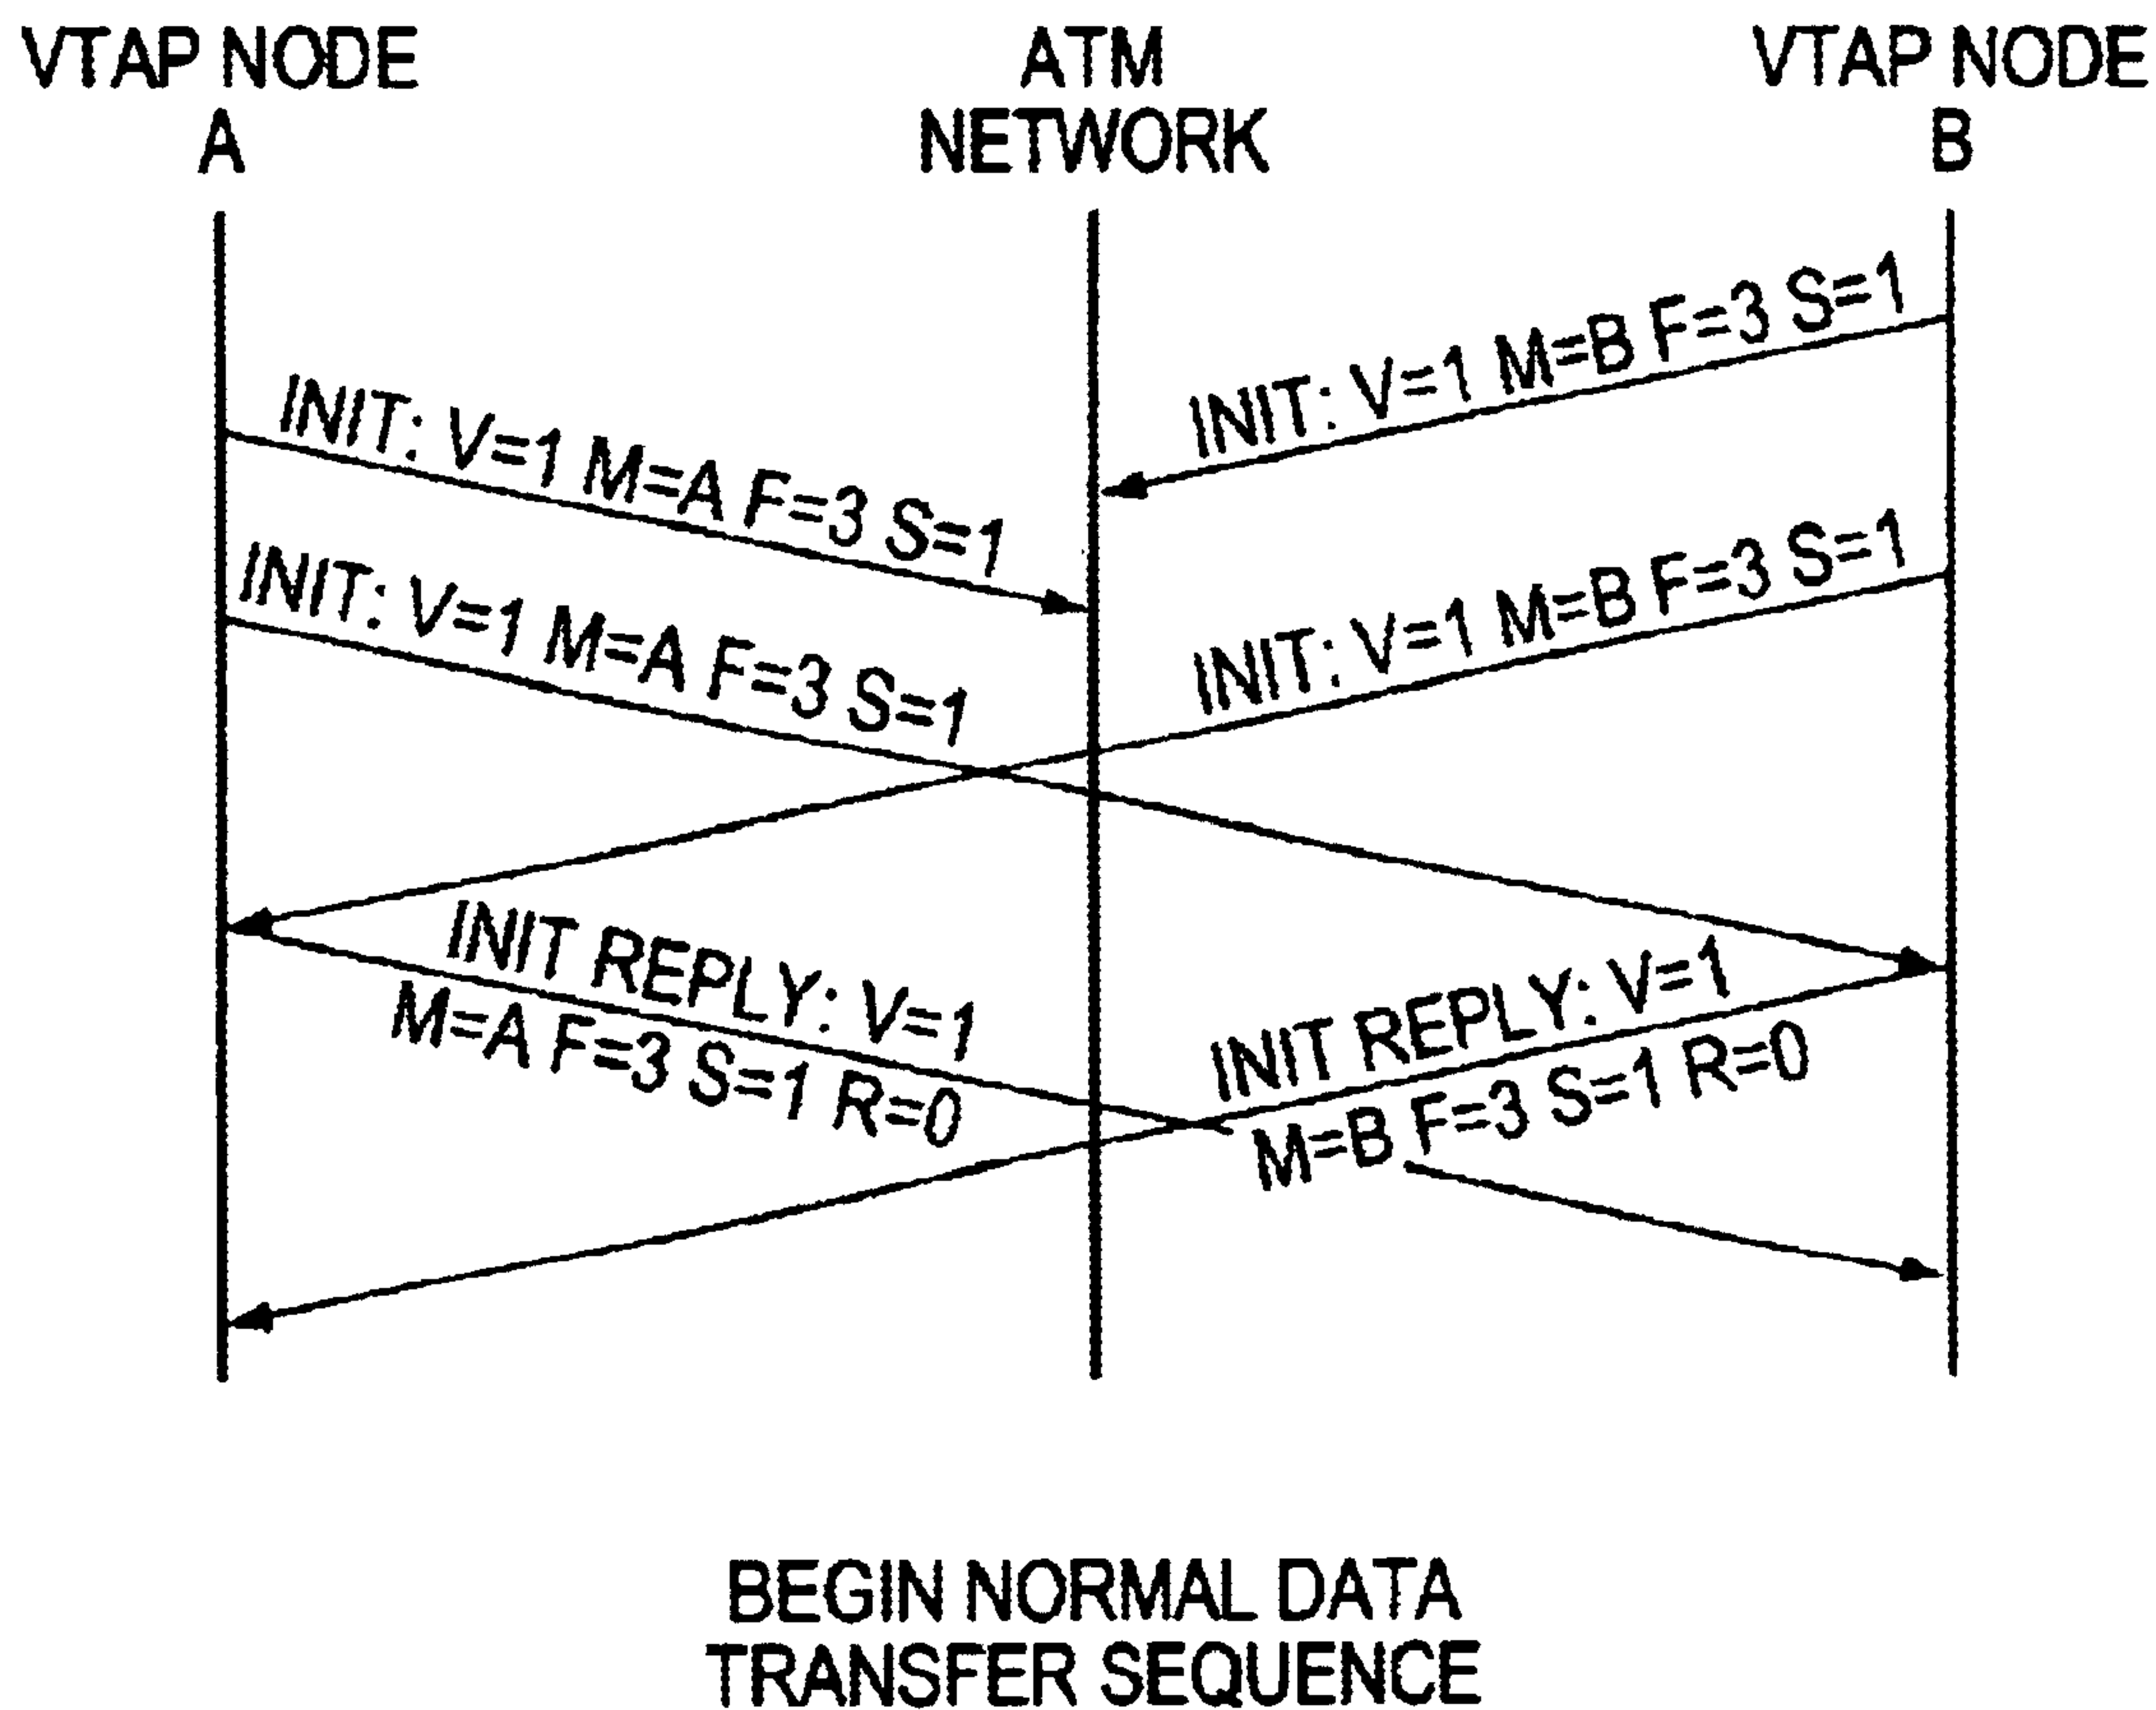 VTAP NODE
A
ATM
NETWORK
VTAP NODE
B
INIT: V=1 M=B F=3 S=1
INIT: V=1 M=A F=3 S=1
INIT: V=1 M=B F=3 S=1
INIT: V=1 M=A F=3 S=1
INIT REPLY: V=1
M=A F=3 S=1 R=0
INIT REPLY: V=1
M=B F=3 S=1 R=0
BEGIN NORMAL DATA
TRANSFER SEQUENCE